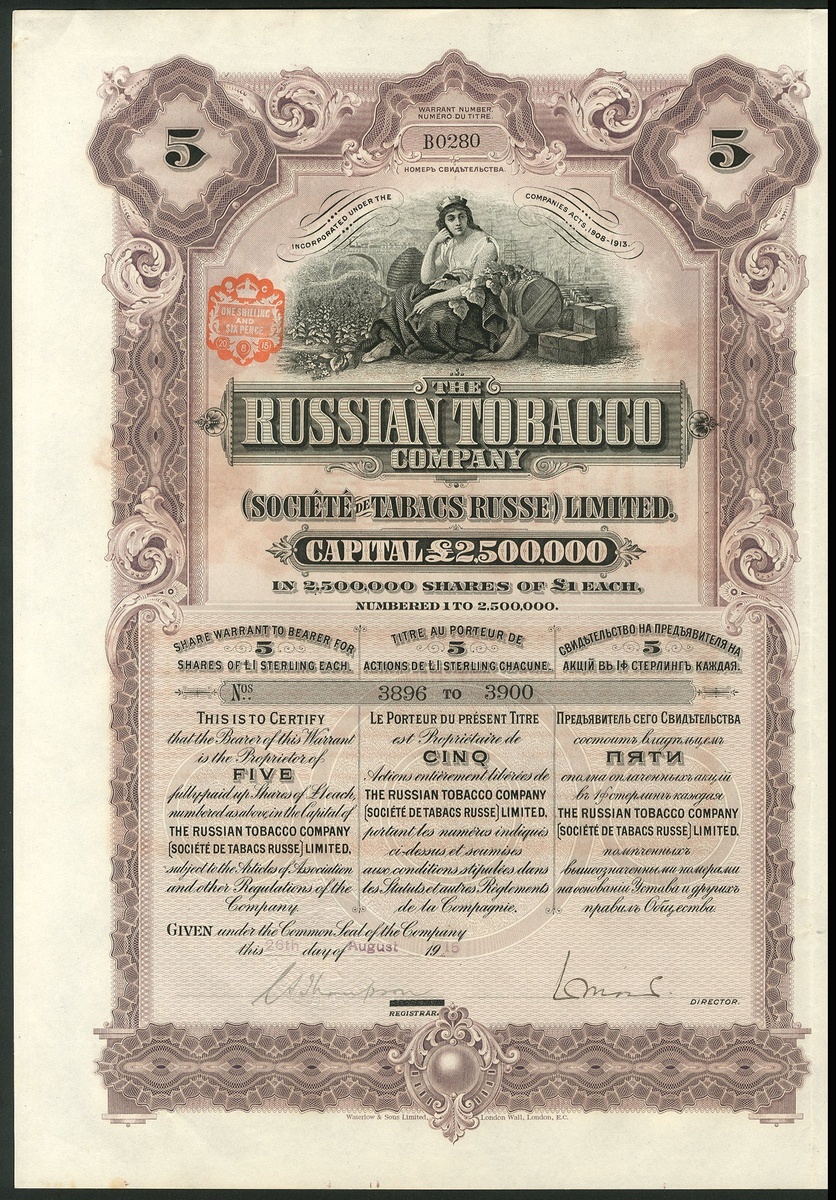 5
WARRANT NUMBER.
NUMÉRO DU TITRE.
B0280
НОМЕРЪ СВИДѢТЕЛЬСТВА.
5
INCORPORATED UNDER THE
COMPANIES ACTS, 1908-1913.
ONE SHILLING
AND
SIX PENCE
20 8 15
THE
RUSSIAN TOBACCO
COMPANY
(SOCIÉTÉ DE TABACS RUSSE) LIMITED.
CAPITAL £2,500,000
IN 2,500,000 SHARES OF £1 EACH,
NUMBERED 1 TO 2,500,000.
SHARE WARRANT TO BEARER FOR
5
SHARES OF £1 STERLING EACH.
TITRE AU PORTEUR DE
5
ACTIONS DE £1 STERLING CHACUNE.
СВИДѢТЕЛЬСТВО НА ПРЕДЪЯВИТЕЛЯ НА
5
АКЦІЙ ВЪ 1Ф СТЕРЛИНГЪ КАЖДАЯ.
Nos. 3896 TO 3900
THIS IS TO CERTIFY
that the Bearer of this Warrant
is the Proprietor of
FIVE
fully-paid up Shares of £1 each,
numbered as above, in the Capital of
THE RUSSIAN TOBACCO COMPANY
(SOCIÉTÉ DE TABACS RUSSE) LIMITED,
subject to the Articles of Association
and other Regulations of the
Company.
LE PORTEUR DU PRÉSENT TITRE
est Propriétaire de
CINQ
Actions entièrement libérées de
THE RUSSIAN TOBACCO COMPANY
(SOCIÉTÉ DE TABACS RUSSE) LIMITED,
portant les numéros indiqués
ci-dessus et soumises
aux conditions stipulées dans
les Statuts et autres Règlements
de la Compagnie.
ПРЕДЪЯВИТЕЛЬ СЕГО СВИДѢТЕЛЬСТВА
состоитъ владѣльцемъ
ПЯТИ
сполна оплаченныхъ акцій
въ 1ф стерлингъ каждая
THE RUSSIAN TOBACCO COMPANY
(SOCIÉTÉ DE TABACS RUSSE) LIMITED,
помѣченныхъ
вышеозначенными номерами
на основаніи Устава и другихъ
правилъ Общества.
GIVEN under the Common Seal of the Company
this 26th day of August 1915
REGISTRAR.
DIRECTOR.
Waterlow & Sons Limited, London Wall, London, E.C.